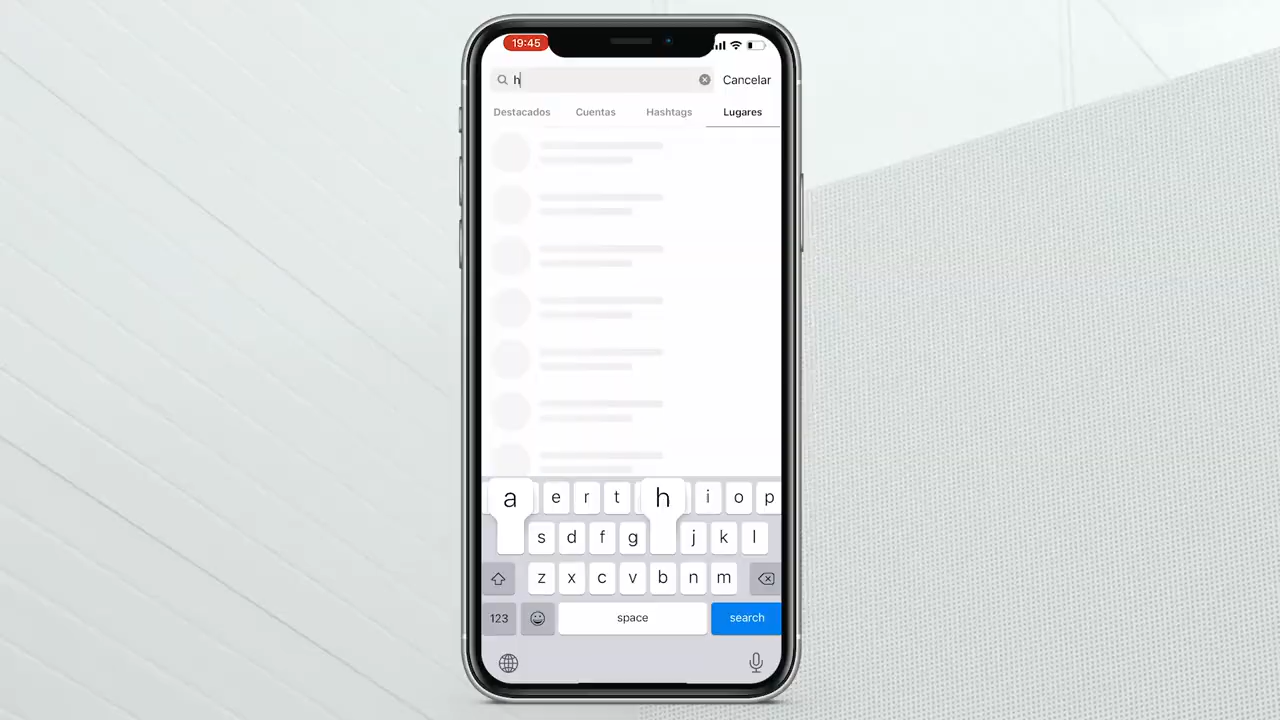 19:45
h Cancelar
Destacados Cuentas Hashtags Lugares
a e r t h i o p
s d f g j k l
z x c v b n m
123 space search